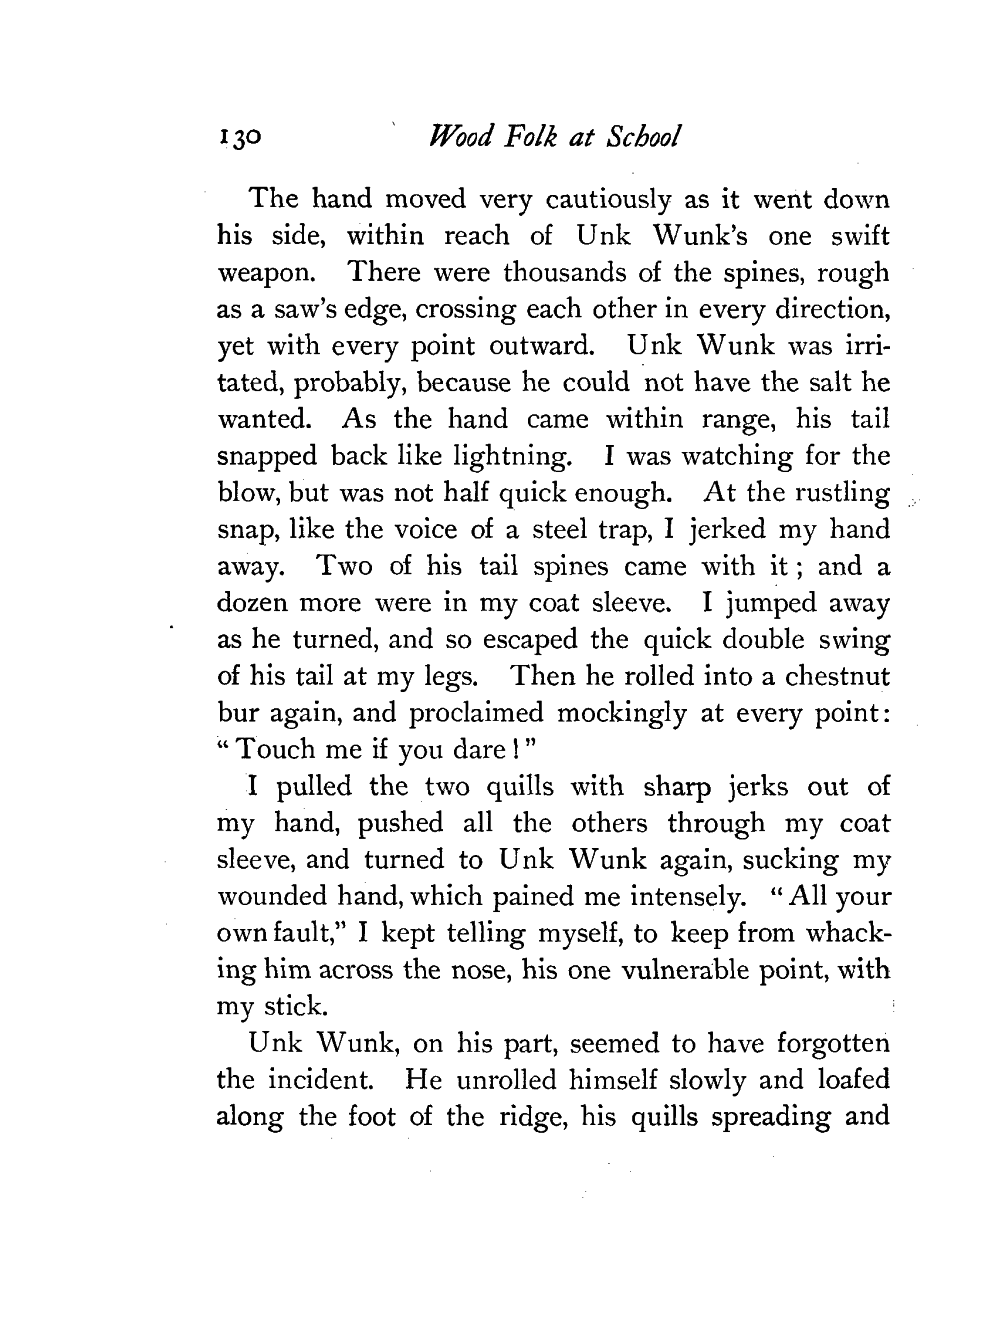 130 Wood Folk at School
The hand moved very cautiously as it went down
his side, within reach of Unk Wunk's one swift
weapon. There were thousands of the spines, rough
as a saw's edge, crossing each other in every direction,
yet with every point outward. Unk Wunk was irri-
tated, probably, because he could not have the salt he
wanted. As the hand came within range, his tail
snapped back like lightning. I was watching for the
blow, but was not half quick enough. At the rustling
snap, like the voice of a steel trap, I jerked my hand
away. Two of his tail spines came with it; and a
dozen more were in my coat sleeve. I jumped away
as he turned, and so escaped the quick double swing
of his tail at my legs. Then he rolled into a chestnut
bur again, and proclaimed mockingly at every point:
“Touch me if you dare!”
I pulled the two quills with sharp jerks out of
my hand, pushed all the others through my coat
sleeve, and turned to Unk Wunk again, sucking my
wounded hand, which pained me intensely. “All your
own fault,” I kept telling myself, to keep from whack-
ing him across the nose, his one vulnerable point, with
my stick.
Unk Wunk, on his part, seemed to have forgotten
the incident. He unrolled himself slowly and loafed
along the foot of the ridge, his quills spreading and